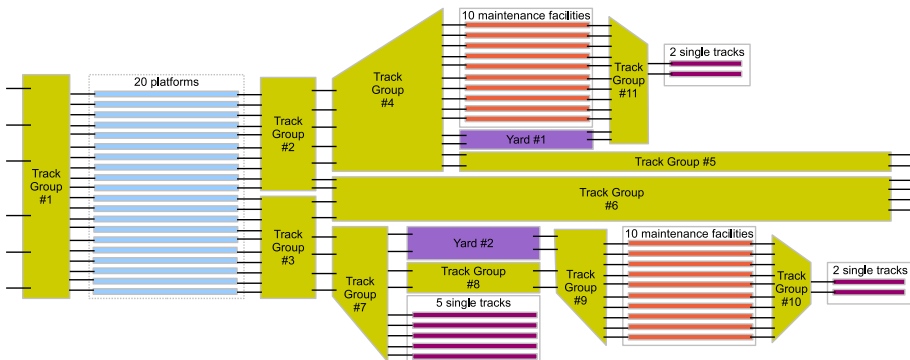 10 maintenance facilities
20 platforms
Track
Group
#1
Track
Group
#2
Track
Group
#4
Track
Group
#11
2 single tracks
Yard #1
Track Group #5
Track Group
#6
Track
Group
#3
Track
Group
#7
Yard #2
Track Group
#8
5 single tracks
Track
Group
#9
10 maintenance facilities
Track
Group
#10
2 single tracks